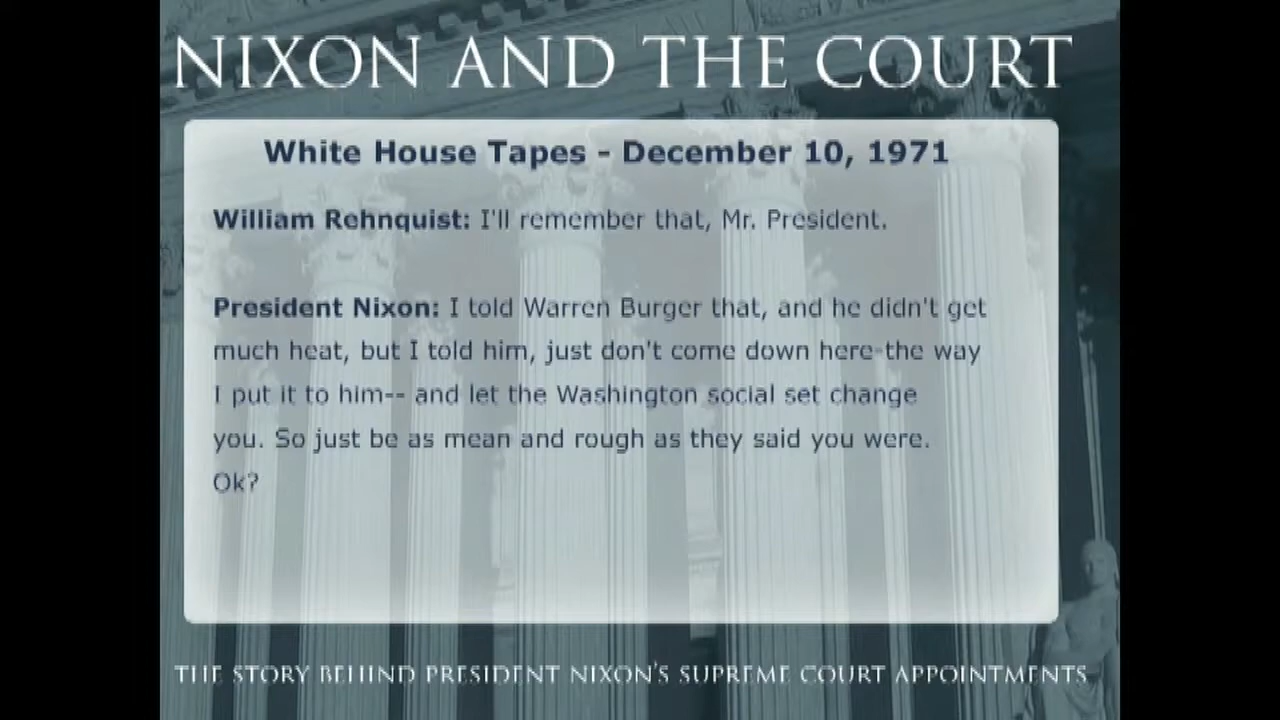 NIXON AND THE COURT
White House Tapes - December 10, 1971
William Rehnquist: I'll remember that, Mr. President.
President Nixon: I told Warren Burger that, and he didn't get
much heat, but I told him, just don't come down here-the way
I put it to him-- and let the Washington social set change
you. So just be as mean and rough as they said you were.
Ok?
THE STORY BEHIND PRESIDENT NIXON'S SUPREME COURT APPOINTMENTS